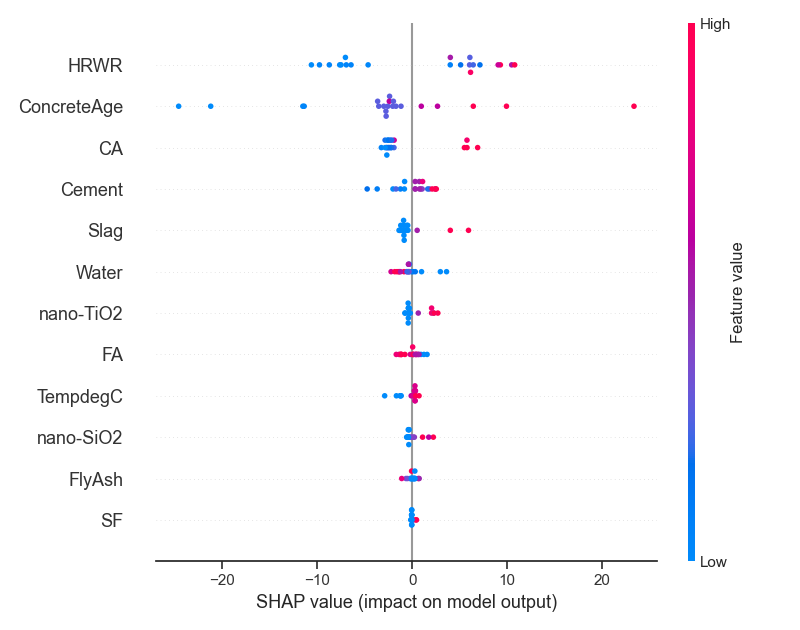 High
HRWR
ConcreteAge
CA
Cement
Slag
Water
nano-TiO2
FA
TempdegC
nano-SiO2
FlyAsh
SF
Feature value
Low
−20
−10
0
10
20
SHAP value (impact on model output)